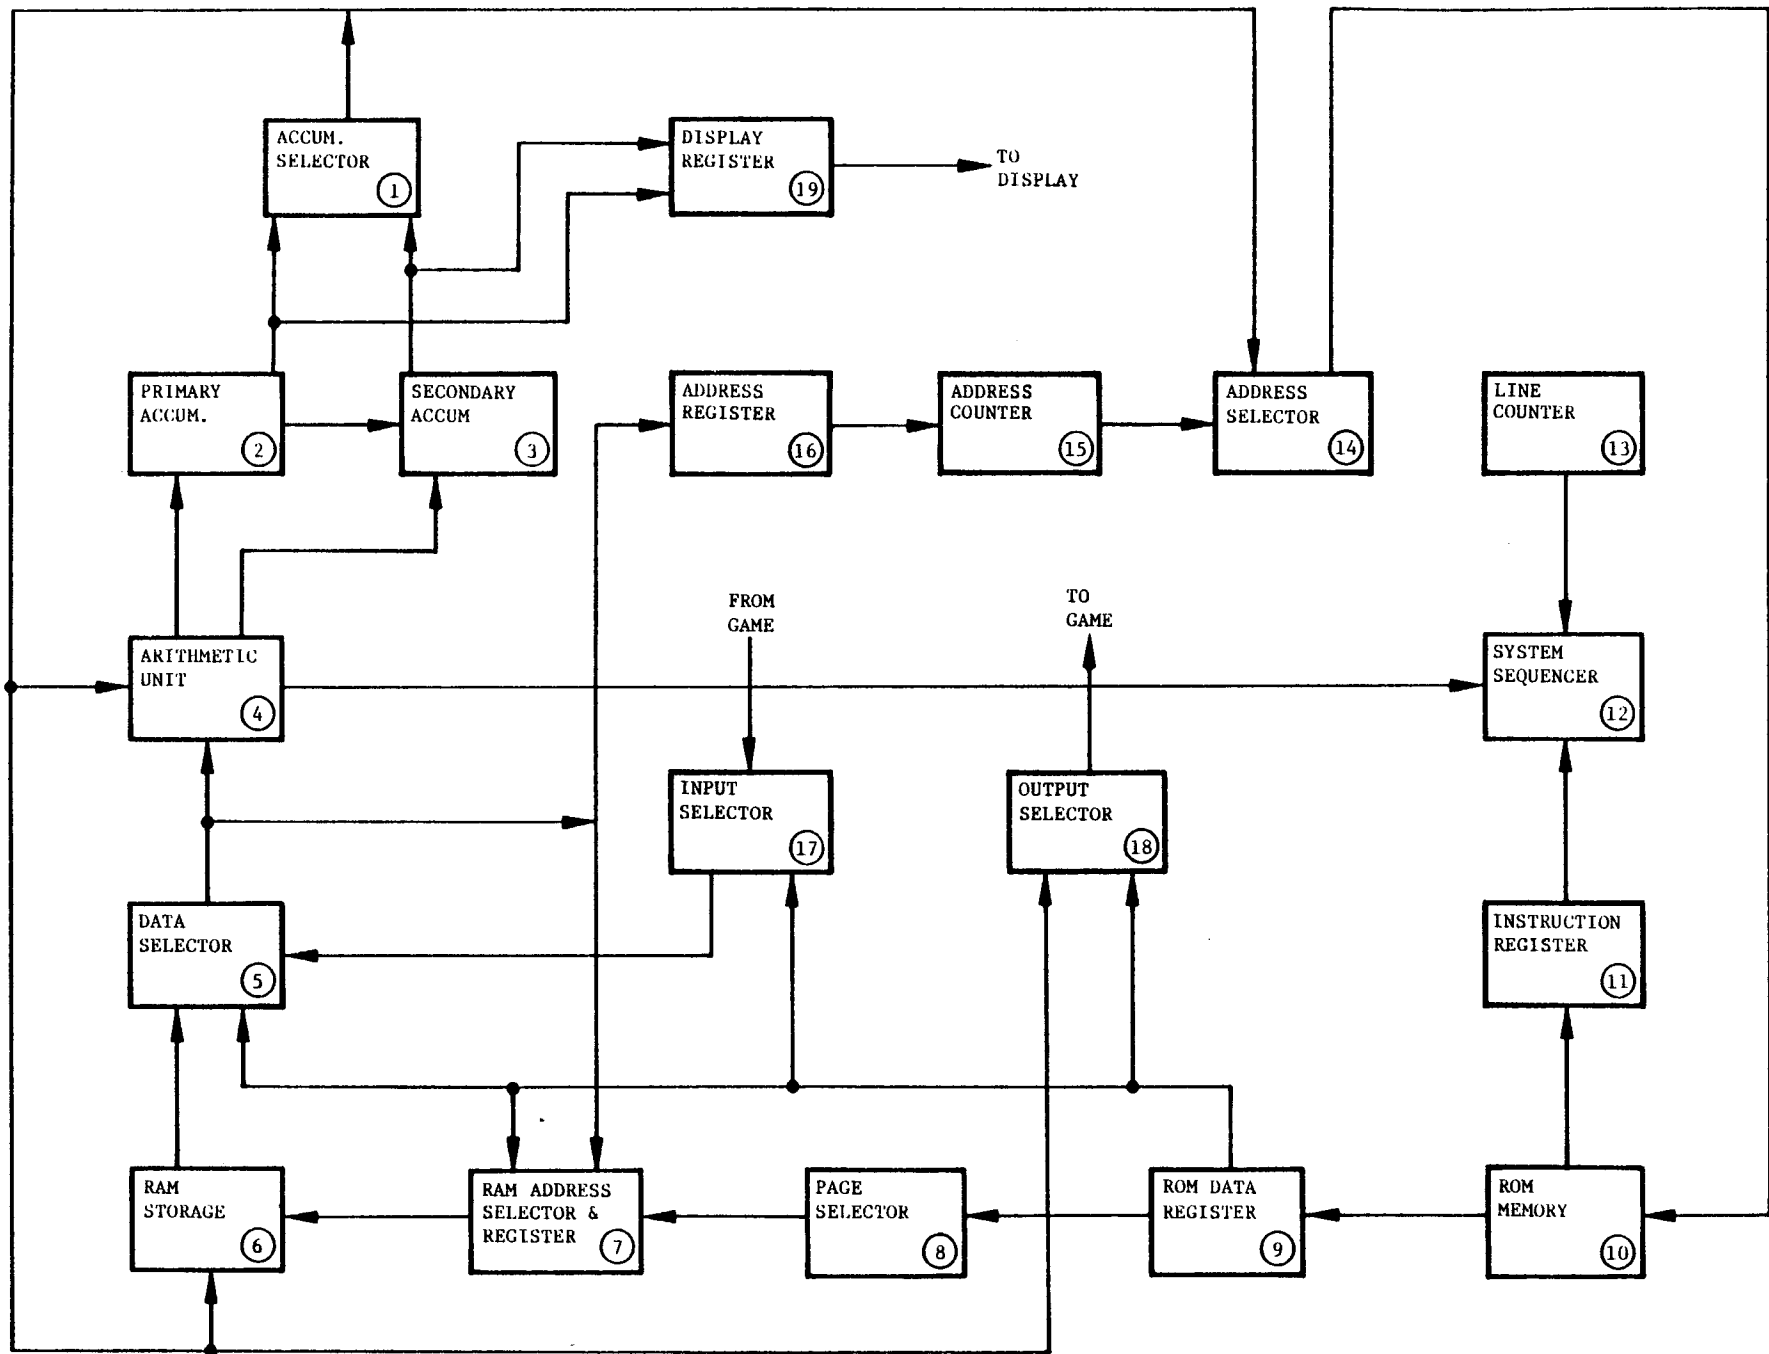 ACCUM.
SELECTOR
1
DISPLAY
REGISTER
19
TO
DISPLAY
PRIMARY
ACCUM.
2
SECONDARY
ACCUM
3
ADDRESS
REGISTER
16
ADDRESS
COUNTER
15
ADDRESS
SELECTOR
14
LINE
COUNTER
13
FROM
GAME
TO
GAME
ARITHMETIC
UNIT
4
SYSTEM
SEQUENCER
12
INPUT
SELECTOR
17
OUTPUT
SELECTOR
18
DATA
SELECTOR
5
INSTRUCTION
REGISTER
11
RAM
STORAGE
6
RAM ADDRESS
SELECTOR &
REGISTER
7
PAGE
SELECTOR
8
ROM DATA
REGISTER
9
ROM
MEMORY
10